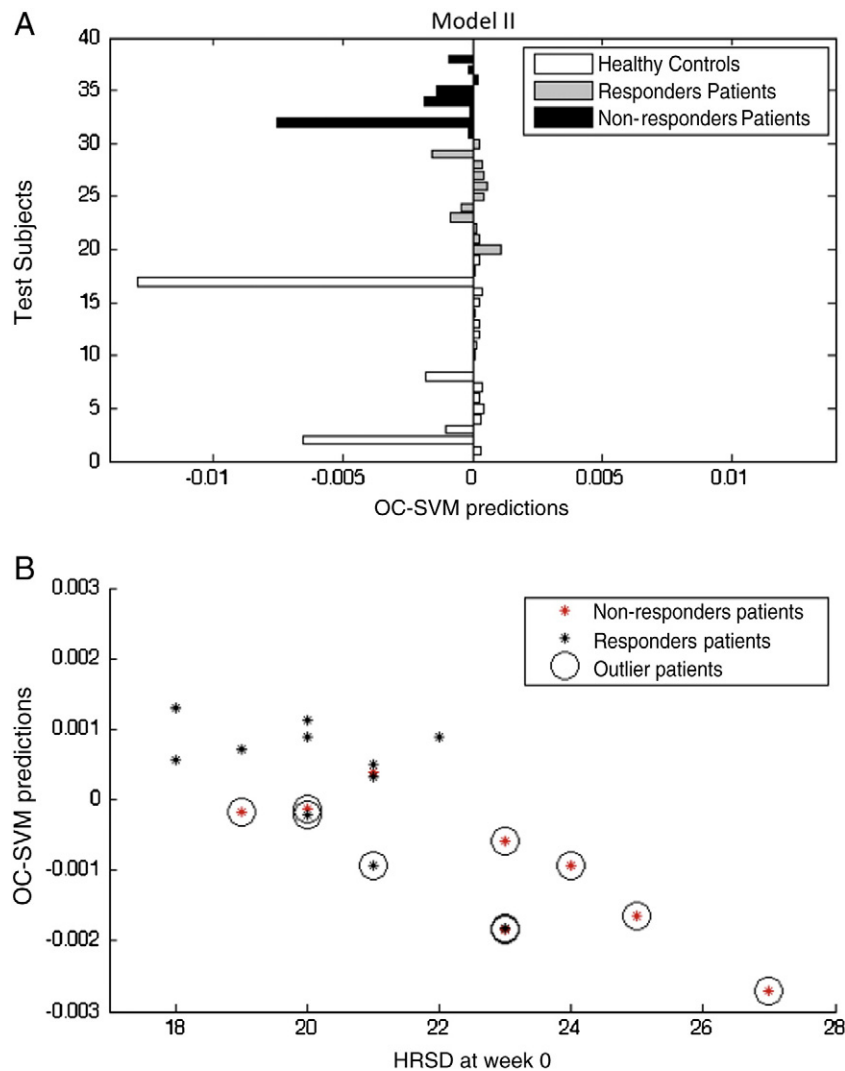 A
Model II
40
35
30
25
20
15
10
5
0
Test Subjects
Healthy Controls
Responders Patients
Non-responders Patients
-0.01 -0.005 0 0.005 0.01
OC-SVM predictions
B
0.003
0.002
0.001
0
-0.001
-0.002
-0.003
OC-SVM predictions
Non-responders patients
Responders patients
Outlier patients
18 20 22 24 26 28
HRSD at week 0